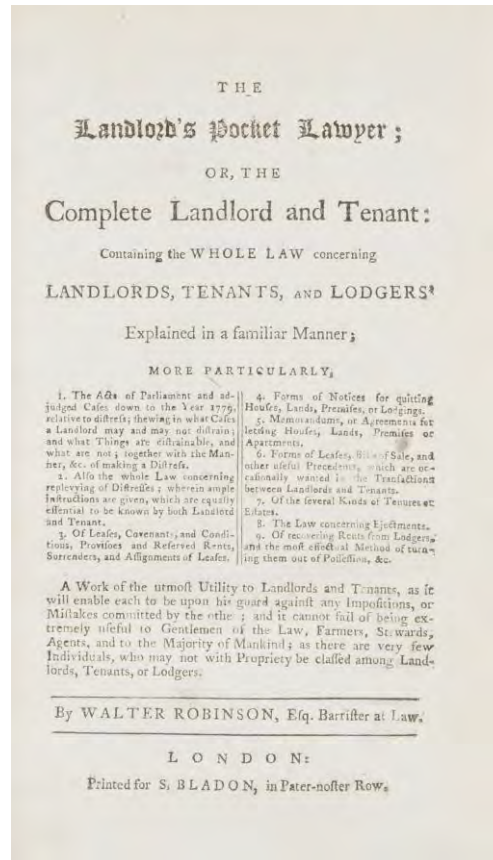 THE
Landlord's Pocket Lawyer;
OR, THE
Complete Landlord and Tenant:
Containing the WHOLE LAW concerning
LANDLORDS, TENANTS, AND LODGERS
Explained in a familiar Manner;
MORE PARTICULARLY,
1. The Acts of Parliament and ad-
judged Caſes down to the Year 1779,
relative to diſtreſs; ſhewing in what Caſes
a Landlord may and may not diſtrain;
and what Things are diſtrainable, and
what are not; together with the Man-
ner, &c. of making a Diſtreſs.
2. Alſo the whole Law concerning
replevying of Diſtreſſes; wherein ample
inſtructions are given, which are equally
eſſential to be known by both Landlord
and Tenant.
3. Of Leaſes, Covenants, and Condi-
tions, Proviſoes and Reſerved Rents,
Surrenders, and Aſſignments of Leaſes.
4. Forms of Notices for quitting
Houſes, Lands, Premiſes, or Lodgings.
5. Memorandums, or Agreements for
letting Houſes, Lands, Premiſes or
Apartments.
6. Forms of Leaſes, of Sale, and
other uſeful Precedents, which are oc-
caſionally wanted in the Tranſactions
between Landlords and Tenants.
7. Of the ſeveral Kinds of Tenures or
Eſtates.
8. The Law concerning Ejectments.
9. Of recovering Rents from Lodgers,
and the moſt effectual Method of turn-
ing them out of Poſſeſſion, &c.
A Work of the utmoſt Utility to Landlords and Tenants, as it
will enable each to be upon his guard againſt any Impoſitions, or
Miſtakes committed by the other; and it cannot fail of being ex-
tremely uſeful to Gentlemen of the Law, Farmers, Stewards,
Agents, and to the Majority of Mankind; as there are very few
Individuals, who may not with Propriety be claſſed among Land-
lords, Tenants, or Lodgers.
By WALTER ROBINSON, Eſq. Barriſter at Law.
LONDON:
Printed for S. BLADON, in Pater-noſter Row.